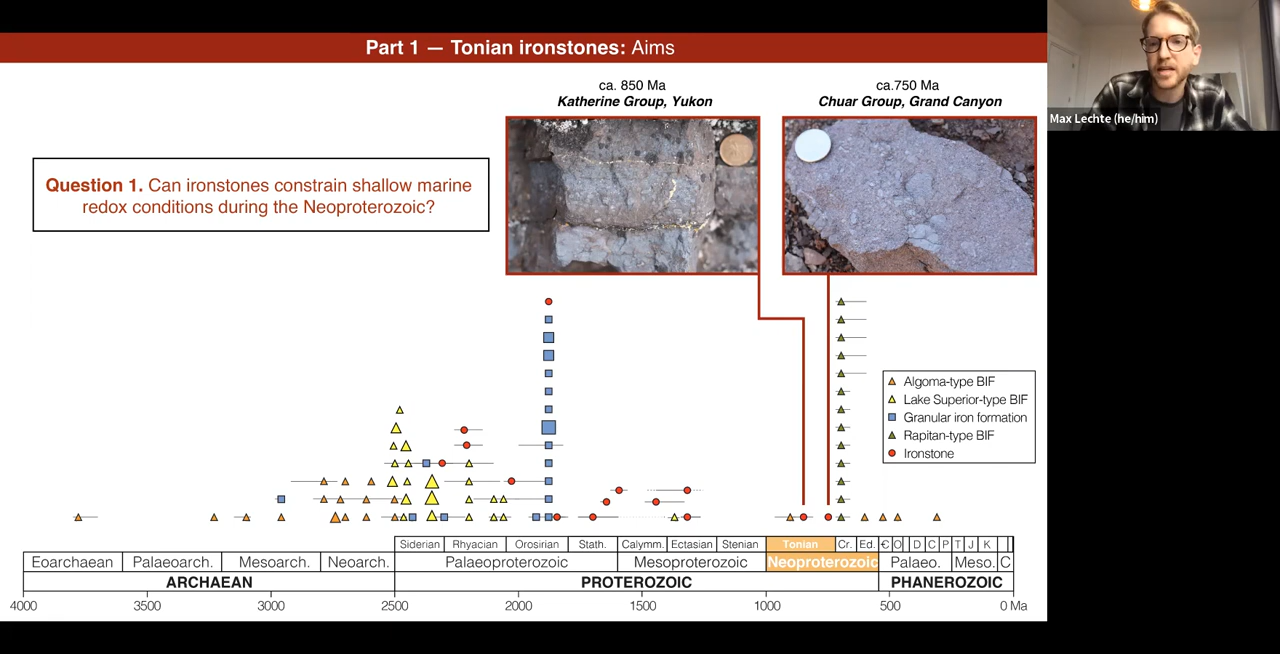 Part 1 — Tonian ironstones: Aims
ca. 850 Ma
Katherine Group, Yukon
ca.750 Ma
Chuar Group, Grand Canyon
Max Lechte (he/him)
Question 1. Can ironstones constrain shallow marine
redox conditions during the Neoproterozoic?
Algoma-type BIF
Lake Superior-type BIF
Granular iron formation
Rapitan-type BIF
Ironstone
Siderian Rhyacian Orosirian Stath. Calymm. Ectasian Stenian Tonian Cr. Ed. Є O D C P T J K
Eoarchaean Palaeoarch. Mesoarch. Neoarch. Palaeoproterozoic Mesoproterozoic Neoproterozoic Palaeo. Meso. C
ARCHAEAN PROTEROZOIC PHANEROZOIC
4000 3500 3000 2500 2000 1500 1000 500 0 Ma